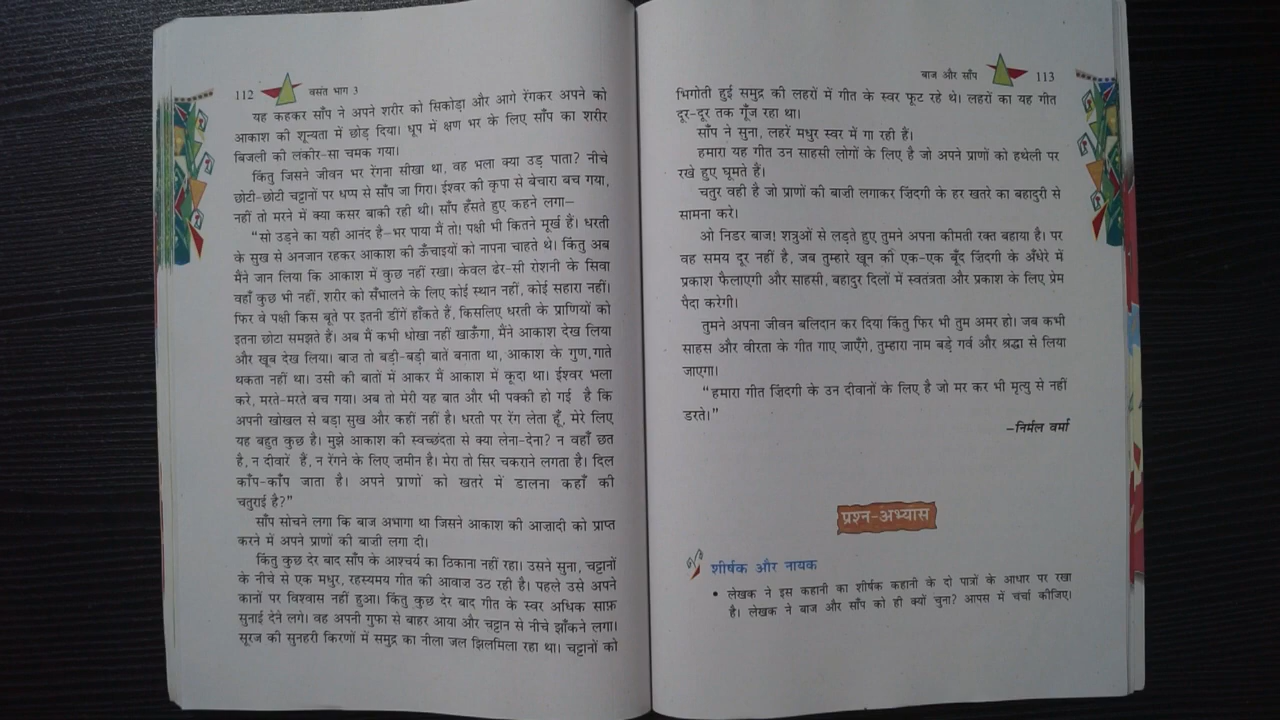 112 वसंत भाग 3
यह कहकर साँप ने अपने शरीर को सिकोड़ा और आगे रेंगकर अपने को
आकाश की शून्यता में छोड़ दिया। धूप में क्षण भर के लिए साँप का शरीर
बिजली की लकीर-सा चमक गया।
किंतु जिसने जीवन भर रेंगना सीखा था, वह भला क्या उड़ पाता? नीचे
छोटी-छोटी चट्टानों पर धप्प से साँप जा गिरा। ईश्वर की कृपा से बेचारा बच गया,
नहीं तो मरने में क्या कसर बाकी रही थी। साँप हँसते हुए कहने लगा—
“सो उड़ने का यही आनंद है—भर पाया मैं तो! पक्षी भी कितने मूर्ख हैं। धरती
के सुख से अनजान रहकर आकाश की ऊँचाइयों को नापना चाहते थे। किंतु अब
मैंने जान लिया कि आकाश में कुछ नहीं रखा। केवल ढेर-सी रोशनी के सिवा
वहाँ कुछ भी नहीं, शरीर को सँभालने के लिए कोई स्थान नहीं, कोई सहारा नहीं।
फिर वे पक्षी किस बूते पर इतनी डींगें हाँकते हैं, किसलिए धरती के प्राणियों को
इतना छोटा समझते हैं। अब मैं कभी धोखा नहीं खाऊँगा, मैंने आकाश देख लिया
और खूब देख लिया। बाज़ तो बड़ी-बड़ी बातें बनाता था, आकाश के गुण गाते
थकता नहीं था। उसी की बातों में आकर मैं आकाश में कूदा था। ईश्वर भला
करे, मरते-मरते बच गया। अब तो मेरी यह बात और भी पक्की हो गई है कि
अपनी खोखल से बड़ा सुख और कहीं नहीं है। धरती पर रेंग लेता हूँ, मेरे लिए
यह बहुत कुछ है। मुझे आकाश की स्वच्छंदता से क्या लेना-देना? न वहाँ छत
है, न दीवारें हैं, न रेंगने के लिए ज़मीन है। मेरा तो सिर चकराने लगता है। दिल
काँप-काँप जाता है। अपने प्राणों को खतरे में डालना कहाँ की
चतुराई है?”
साँप सोचने लगा कि बाज अभागा था जिसने आकाश की आज़ादी को प्राप्त
करने में अपने प्राणों की बाज़ी लगा दी।
किंतु कुछ देर बाद साँप के आश्चर्य का ठिकाना नहीं रहा। उसने सुना, चट्टानों
के नीचे से एक मधुर, रहस्यमय गीत की आवाज़ उठ रही है। पहले उसे अपने
कानों पर विश्वास नहीं हुआ। किंतु कुछ देर बाद गीत के स्वर अधिक साफ़
सुनाई देने लगे। वह अपनी गुफा से बाहर आया और चट्टान से नीचे झाँकने लगा।
सूरज की सुनहरी किरणों में समुद्र का नीला जल झिलमिला रहा था। चट्टानों को
बाज और साँप 113
भिगोती हुई समुद्र की लहरों में गीत के स्वर फूट रहे थे। लहरों का यह गीत
दूर-दूर तक गूँज रहा था।
साँप ने सुना, लहरें मधुर स्वर में गा रही हैं।
हमारा यह गीत उन साहसी लोगों के लिए है जो अपने प्राणों को हथेली पर
रखे हुए घूमते हैं।
चतुर वही है जो प्राणों की बाज़ी लगाकर ज़िंदगी के हर खतरे का बहादुरी से
सामना करे।
ओ निडर बाज! शत्रुओं से लड़ते हुए तुमने अपना कीमती रक्त बहाया है। पर
वह समय दूर नहीं है, जब तुम्हारे खून की एक-एक बूँद ज़िंदगी के अँधेरे में
प्रकाश फैलाएगी और साहसी, बहादुर दिलों में स्वतंत्रता और प्रकाश के लिए प्रेम
पैदा करेगी।
तुमने अपना जीवन बलिदान कर दिया किंतु फिर भी तुम अमर हो। जब कभी
साहस और वीरता के गीत गाए जाएँगे, तुम्हारा नाम बड़े गर्व और श्रद्धा से लिया
जाएगा।
“हमारा गीत ज़िंदगी के उन दीवानों के लिए है जो मर कर भी मृत्यु से नहीं
डरते।”
—निर्मल वर्मा
प्रश्न-अभ्यास
शीर्षक और नायक
• लेखक ने इस कहानी का शीर्षक कहानी के दो पात्रों के आधार पर रखा
है। लेखक ने बाज और साँप को ही क्यों चुना? आपस में चर्चा कीजिए।